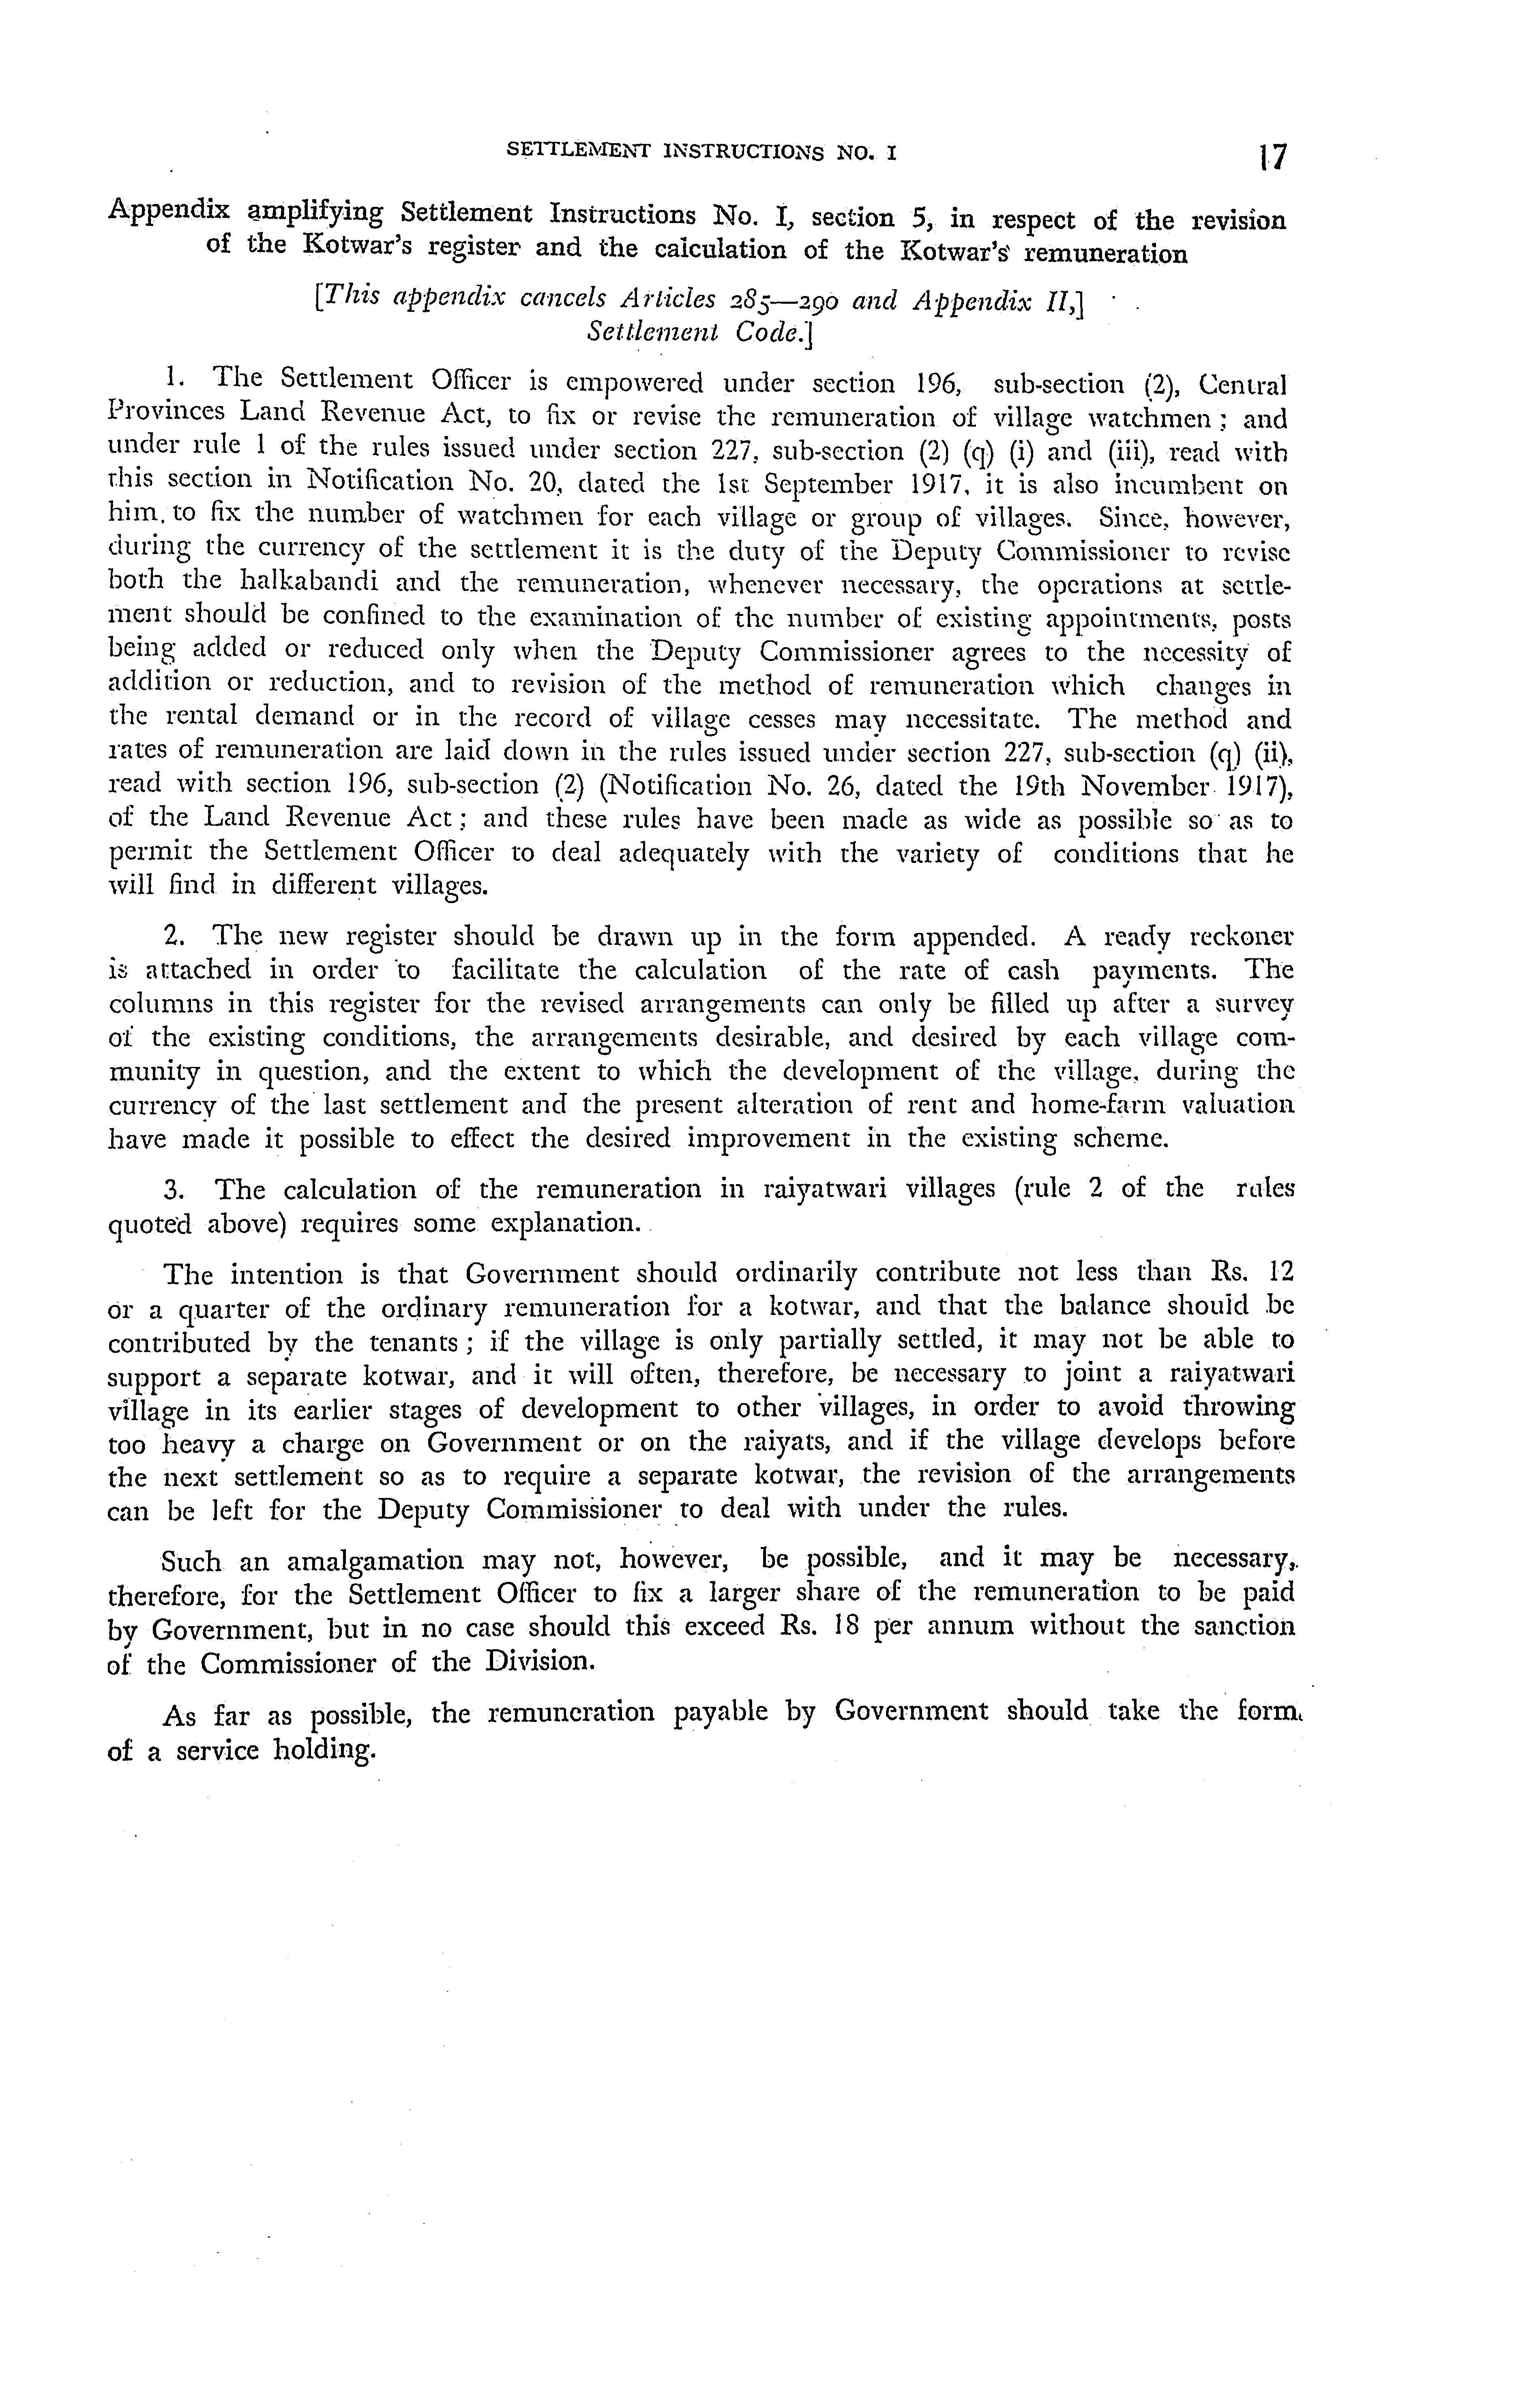 SETTLEMENT INSTRUCTIONS NO. I 17
Appendix amplifying Settlement Instructions No. I, section 5, in respect of the revision
of the Kotwar's register and the calculation of the Kotwar's remuneration
[This appendix cancels Articles 285—290 and Appendix II,]
Settlement Code.]
1. The Settlement Officer is empowered under section 196, sub-section (2), Central
Provinces Land Revenue Act, to fix or revise the remuneration of village watchmen ; and
under rule 1 of the rules issued under section 227, sub-section (2) (q) (i) and (iii), read with
this section in Notification No. 20, dated the 1st September 1917, it is also incumbent on
him. to fix the number of watchmen for each village or group of villages. Since, however,
during the currency of the settlement it is the duty of the Deputy Commissioner to revise
both the halkabandi and the remuneration, whenever necessary, the operations at settle-
ment should be confined to the examination of the number of existing appointments, posts
being added or reduced only when the Deputy Commissioner agrees to the necessity of
addition or reduction, and to revision of the method of remuneration which changes in
the rental demand or in the record of village cesses may necessitate. The method and
rates of remuneration are laid down in the rules issued under section 227, sub-section (q) (ii),
read with section 196, sub-section (2) (Notification No. 26, dated the 19th November 1917),
of the Land Revenue Act ; and these rules have been made as wide as possible so as to
permit the Settlement Officer to deal adequately with the variety of conditions that he
will find in different villages.
2. The new register should be drawn up in the form appended. A ready reckoner
is attached in order to facilitate the calculation of the rate of cash payments. The
columns in this register for the revised arrangements can only be filled up after a survey
of the existing conditions, the arrangements desirable, and desired by each village com-
munity in question, and the extent to which the development of the village, during the
currency of the last settlement and the present alteration of rent and home-farm valuation
have made it possible to effect the desired improvement in the existing scheme.
3. The calculation of the remuneration in raiyatwari villages (rule 2 of the rules
quoted above) requires some explanation.
The intention is that Government should ordinarily contribute not less than Rs. 12
or a quarter of the ordinary remuneration for a kotwar, and that the balance should be
contributed by the tenants ; if the village is only partially settled, it may not be able to
support a separate kotwar, and it will often, therefore, be necessary to joint a raiyatwari
village in its earlier stages of development to other villages, in order to avoid throwing
too heavy a charge on Government or on the raiyats, and if the village develops before
the next settlement so as to require a separate kotwar, the revision of the arrangements
can be left for the Deputy Commissioner to deal with under the rules.
Such an amalgamation may not, however, be possible, and it may be necessary,
therefore, for the Settlement Officer to fix a larger share of the remuneration to be paid
by Government, but in no case should this exceed Rs. 18 per annum without the sanction
of the Commissioner of the Division.
As far as possible, the remuneration payable by Government should take the form
of a service holding.